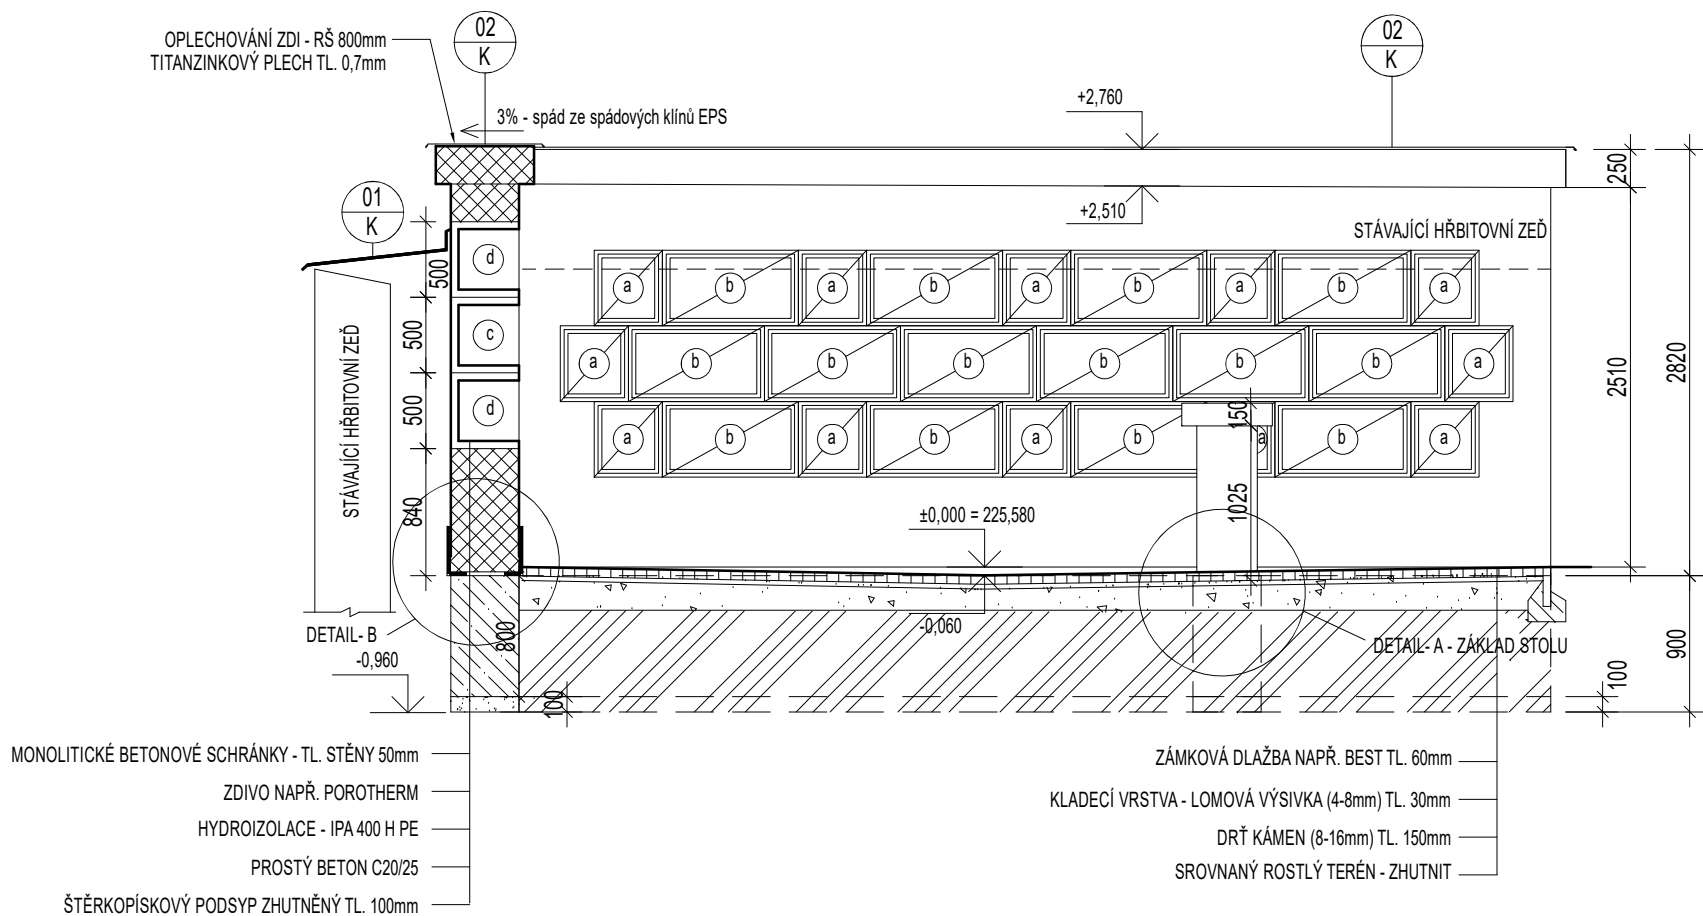 02
K
02
K
OPLECHOVÁNÍ ZDI - RŠ 800mm
TITANZINKOVÝ PLECH TL. 0,7mm
3% - spád ze spádových klínů EPS
+2,760
250
01
K
+2,510
STÁVAJÍCÍ HŘBITOVNÍ ZEĎ
500
d
a b a b a b a b a
500
c
a b b b b b b a
2510
2820
STÁVAJÍCÍ HŘBITOVNÍ ZEĎ
500
d
150
a b a b a b a b a
840
1025
±0,000 = 225,580
-0,060
DETAIL- B
800
DETAIL- A - ZÁKLAD STOLU
-0,960
900
100
100
MONOLITICKÉ BETONOVÉ SCHRÁNKY - TL. STĚNY 50mm
ZDIVO NAPŘ. POROTHERM
HYDROIZOLACE - IPA 400 H PE
PROSTÝ BETON C20/25
ŠTĚRKOPÍSKOVÝ PODSYP ZHUTNĚNÝ TL. 100mm
ZÁMKOVÁ DLAŽBA NAPŘ. BEST TL. 60mm
KLADECÍ VRSTVA - LOMOVÁ VÝSIVKA (4-8mm) TL. 30mm
DRŤ KÁMEN (8-16mm) TL. 150mm
SROVNANÝ ROSTLÝ TERÉN - ZHUTNIT